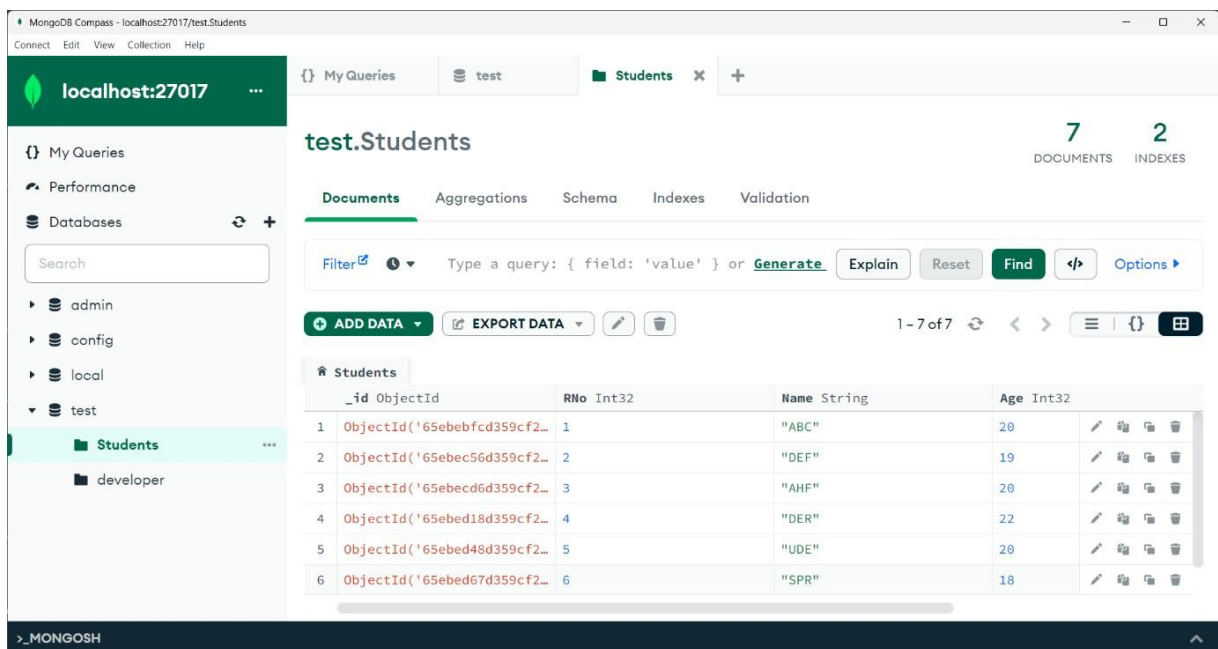 MongoDB Compass - localhost:27017/test.Students
Connect Edit View Collection Help
localhost:27017 ...
{} My Queries
Performance
Databases
Search
admin
config
local
test
Students ...
developer
{} My Queries test Students × +
test.Students
7 DOCUMENTS
2 INDEXES
Documents Aggregations Schema Indexes Validation
Filter Type a query: { field: 'value' } or Generate Explain Reset Find </> Options
ADD DATA EXPORT DATA 1 – 7 of 7 {}
Students
_id ObjectId RNo Int32 Name String Age Int32
1 ObjectId('65ebebfcd359cf2… 1 "ABC" 20
2 ObjectId('65ebec56d359cf2… 2 "DEF" 19
3 ObjectId('65ebecd6d359cf2… 3 "AHF" 20
4 ObjectId('65ebed18d359cf2… 4 "DER" 22
5 ObjectId('65ebed48d359cf2… 5 "UDE" 20
6 ObjectId('65ebed67d359cf2… 6 "SPR" 18
>_MONGOSH